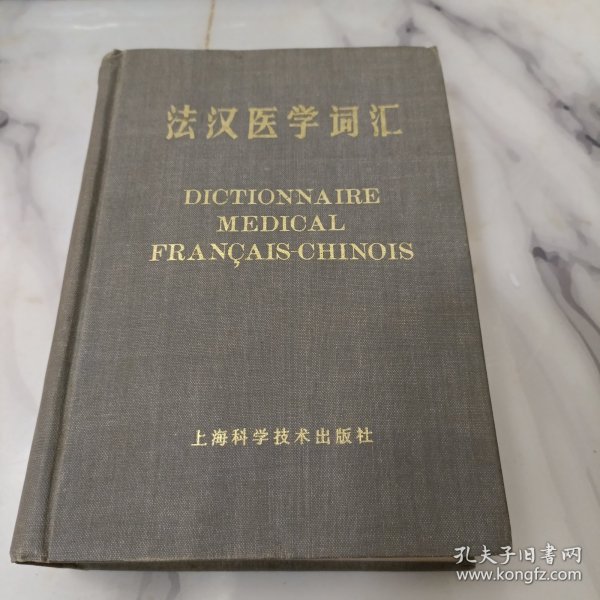 法汉医学词汇
DICTIONNAIRE
MEDICAL
FRANÇAIS-CHINOIS
上海科学技术出版社
孔夫子旧書网
www.kongfz.com